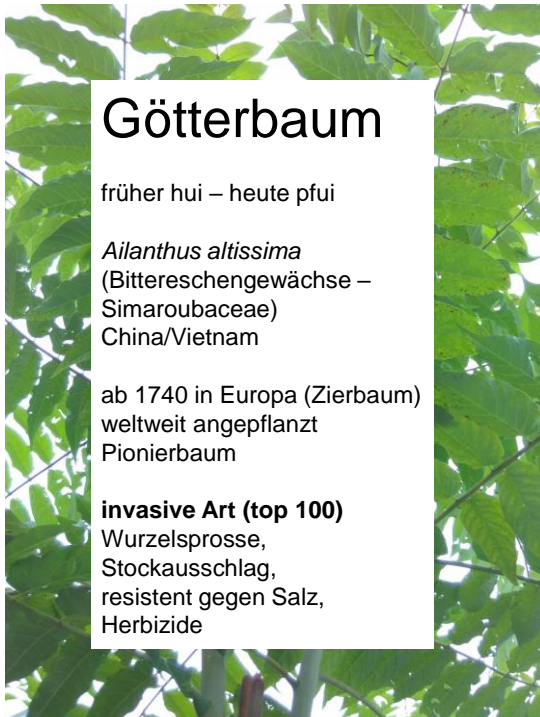 Götterbaum
früher hui – heute pfui
Ailanthus altissima
(Bittereschengewächse –
Simaroubaceae)
China/Vietnam
ab 1740 in Europa (Zierbaum)
weltweit angepflanzt
Pionierbaum
invasive Art (top 100)
Wurzelsprosse,
Stockausschlag,
resistent gegen Salz,
Herbizide